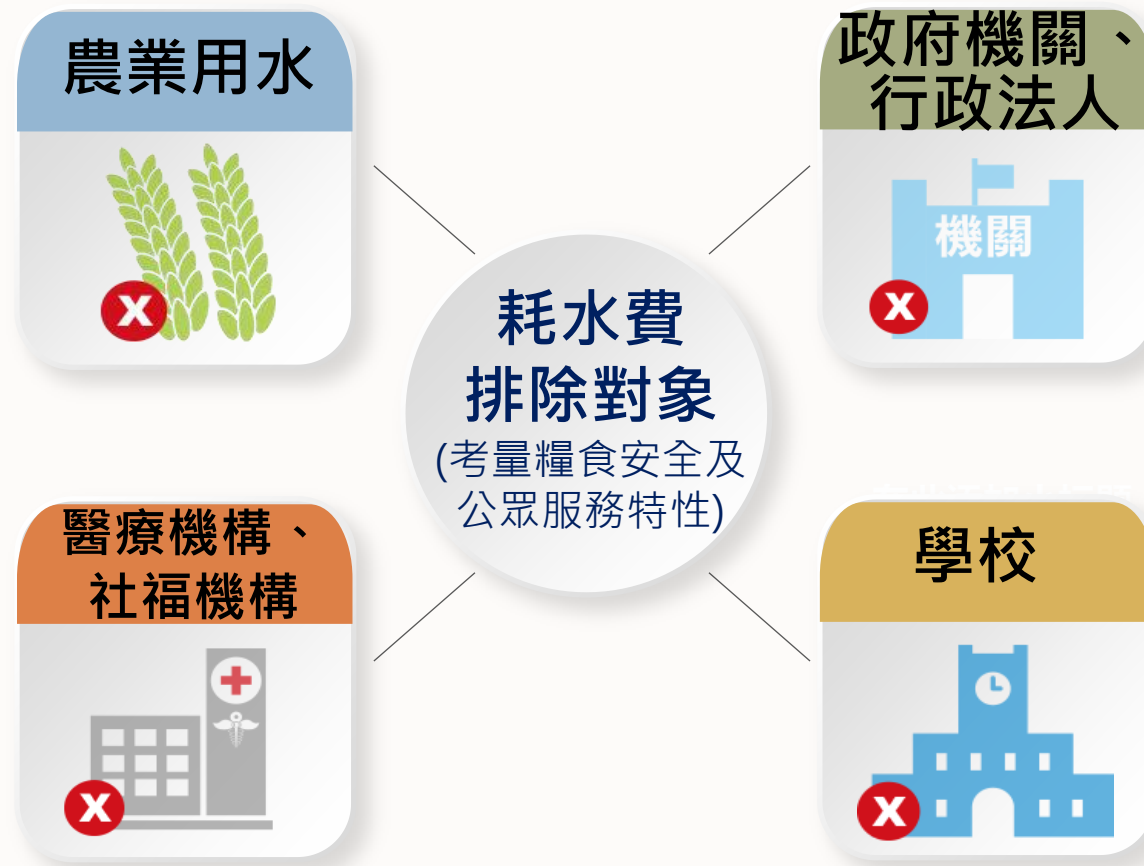 農業用水
政府機關、
行政法人
機關
耗水費
排除對象
(考量糧食安全及
公眾服務特性)
醫療機構、
社福機構
學校